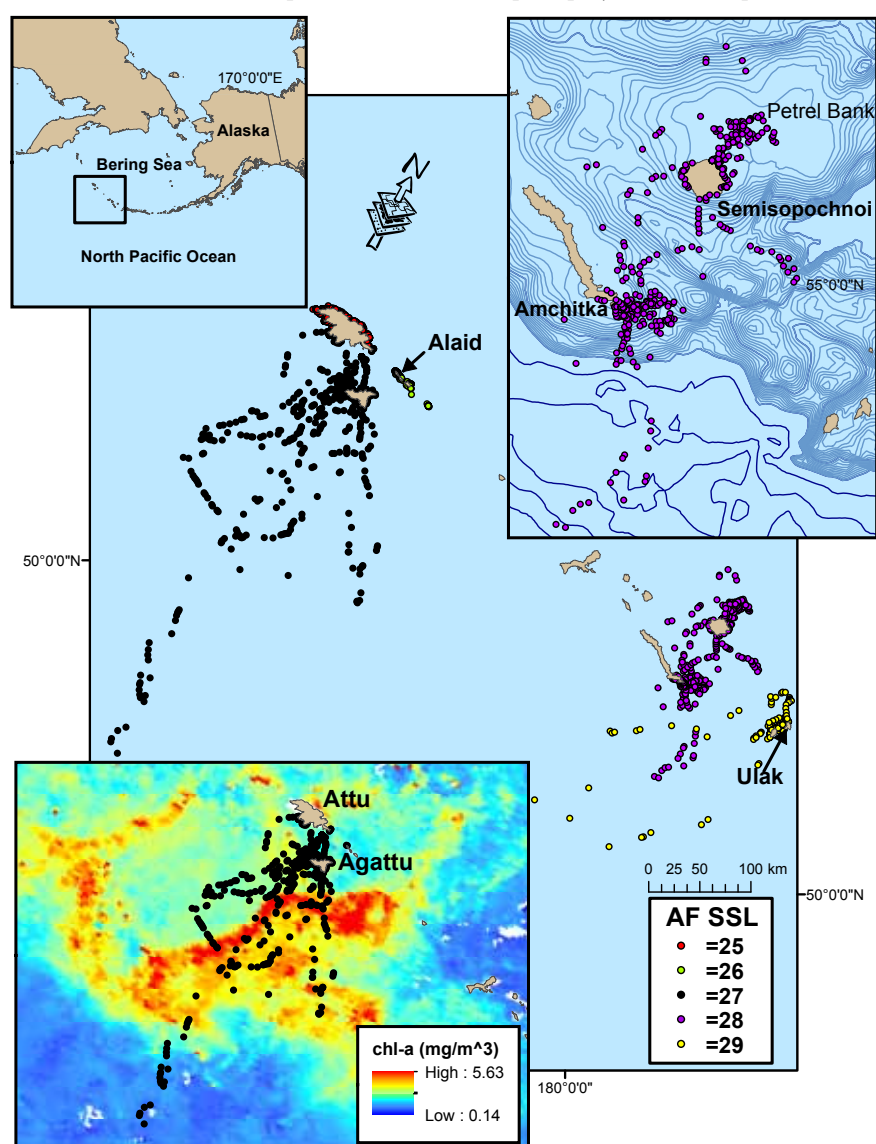 170°0'0"E
Alaska
Bering Sea
North Pacific Ocean
N
Petrel Bank
Semisopochnoi
55°0'0"N
Amchitka
Alaid
50°0'0"N
Ulak
0 25 50 100 km
50°0'0"N
AF SSL
=25
=26
=27
=28
=29
Attu
Agattu
chl-a (mg/m^3)
High : 5.63
Low : 0.14
180°0'0"